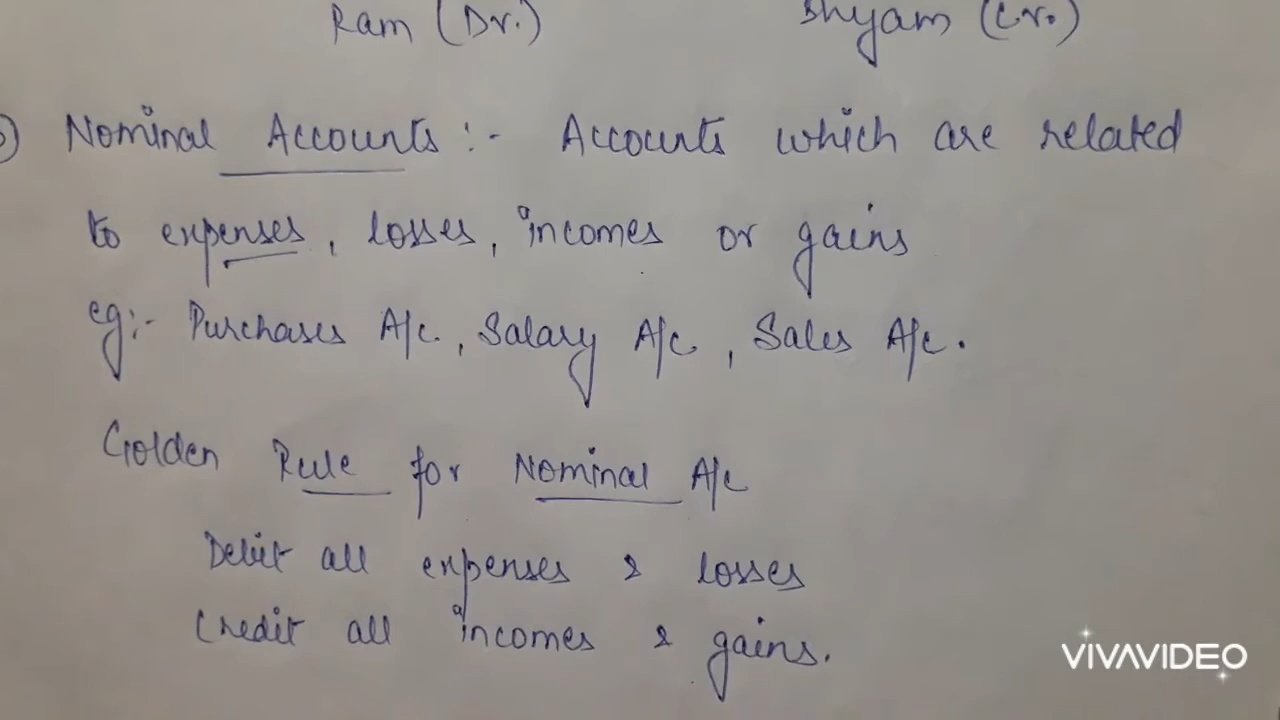 Ram (Dr.) Shyam (Cr.)
Nominal Accounts :- Accounts which are related
to expenses, losses, incomes or gains
eg:- Purchases A/c, Salary A/c, Sales A/c.
Golden Rule for Nominal A/c
Debit all expenses & losses
Credit all incomes & gains.
VIVAVIDEO